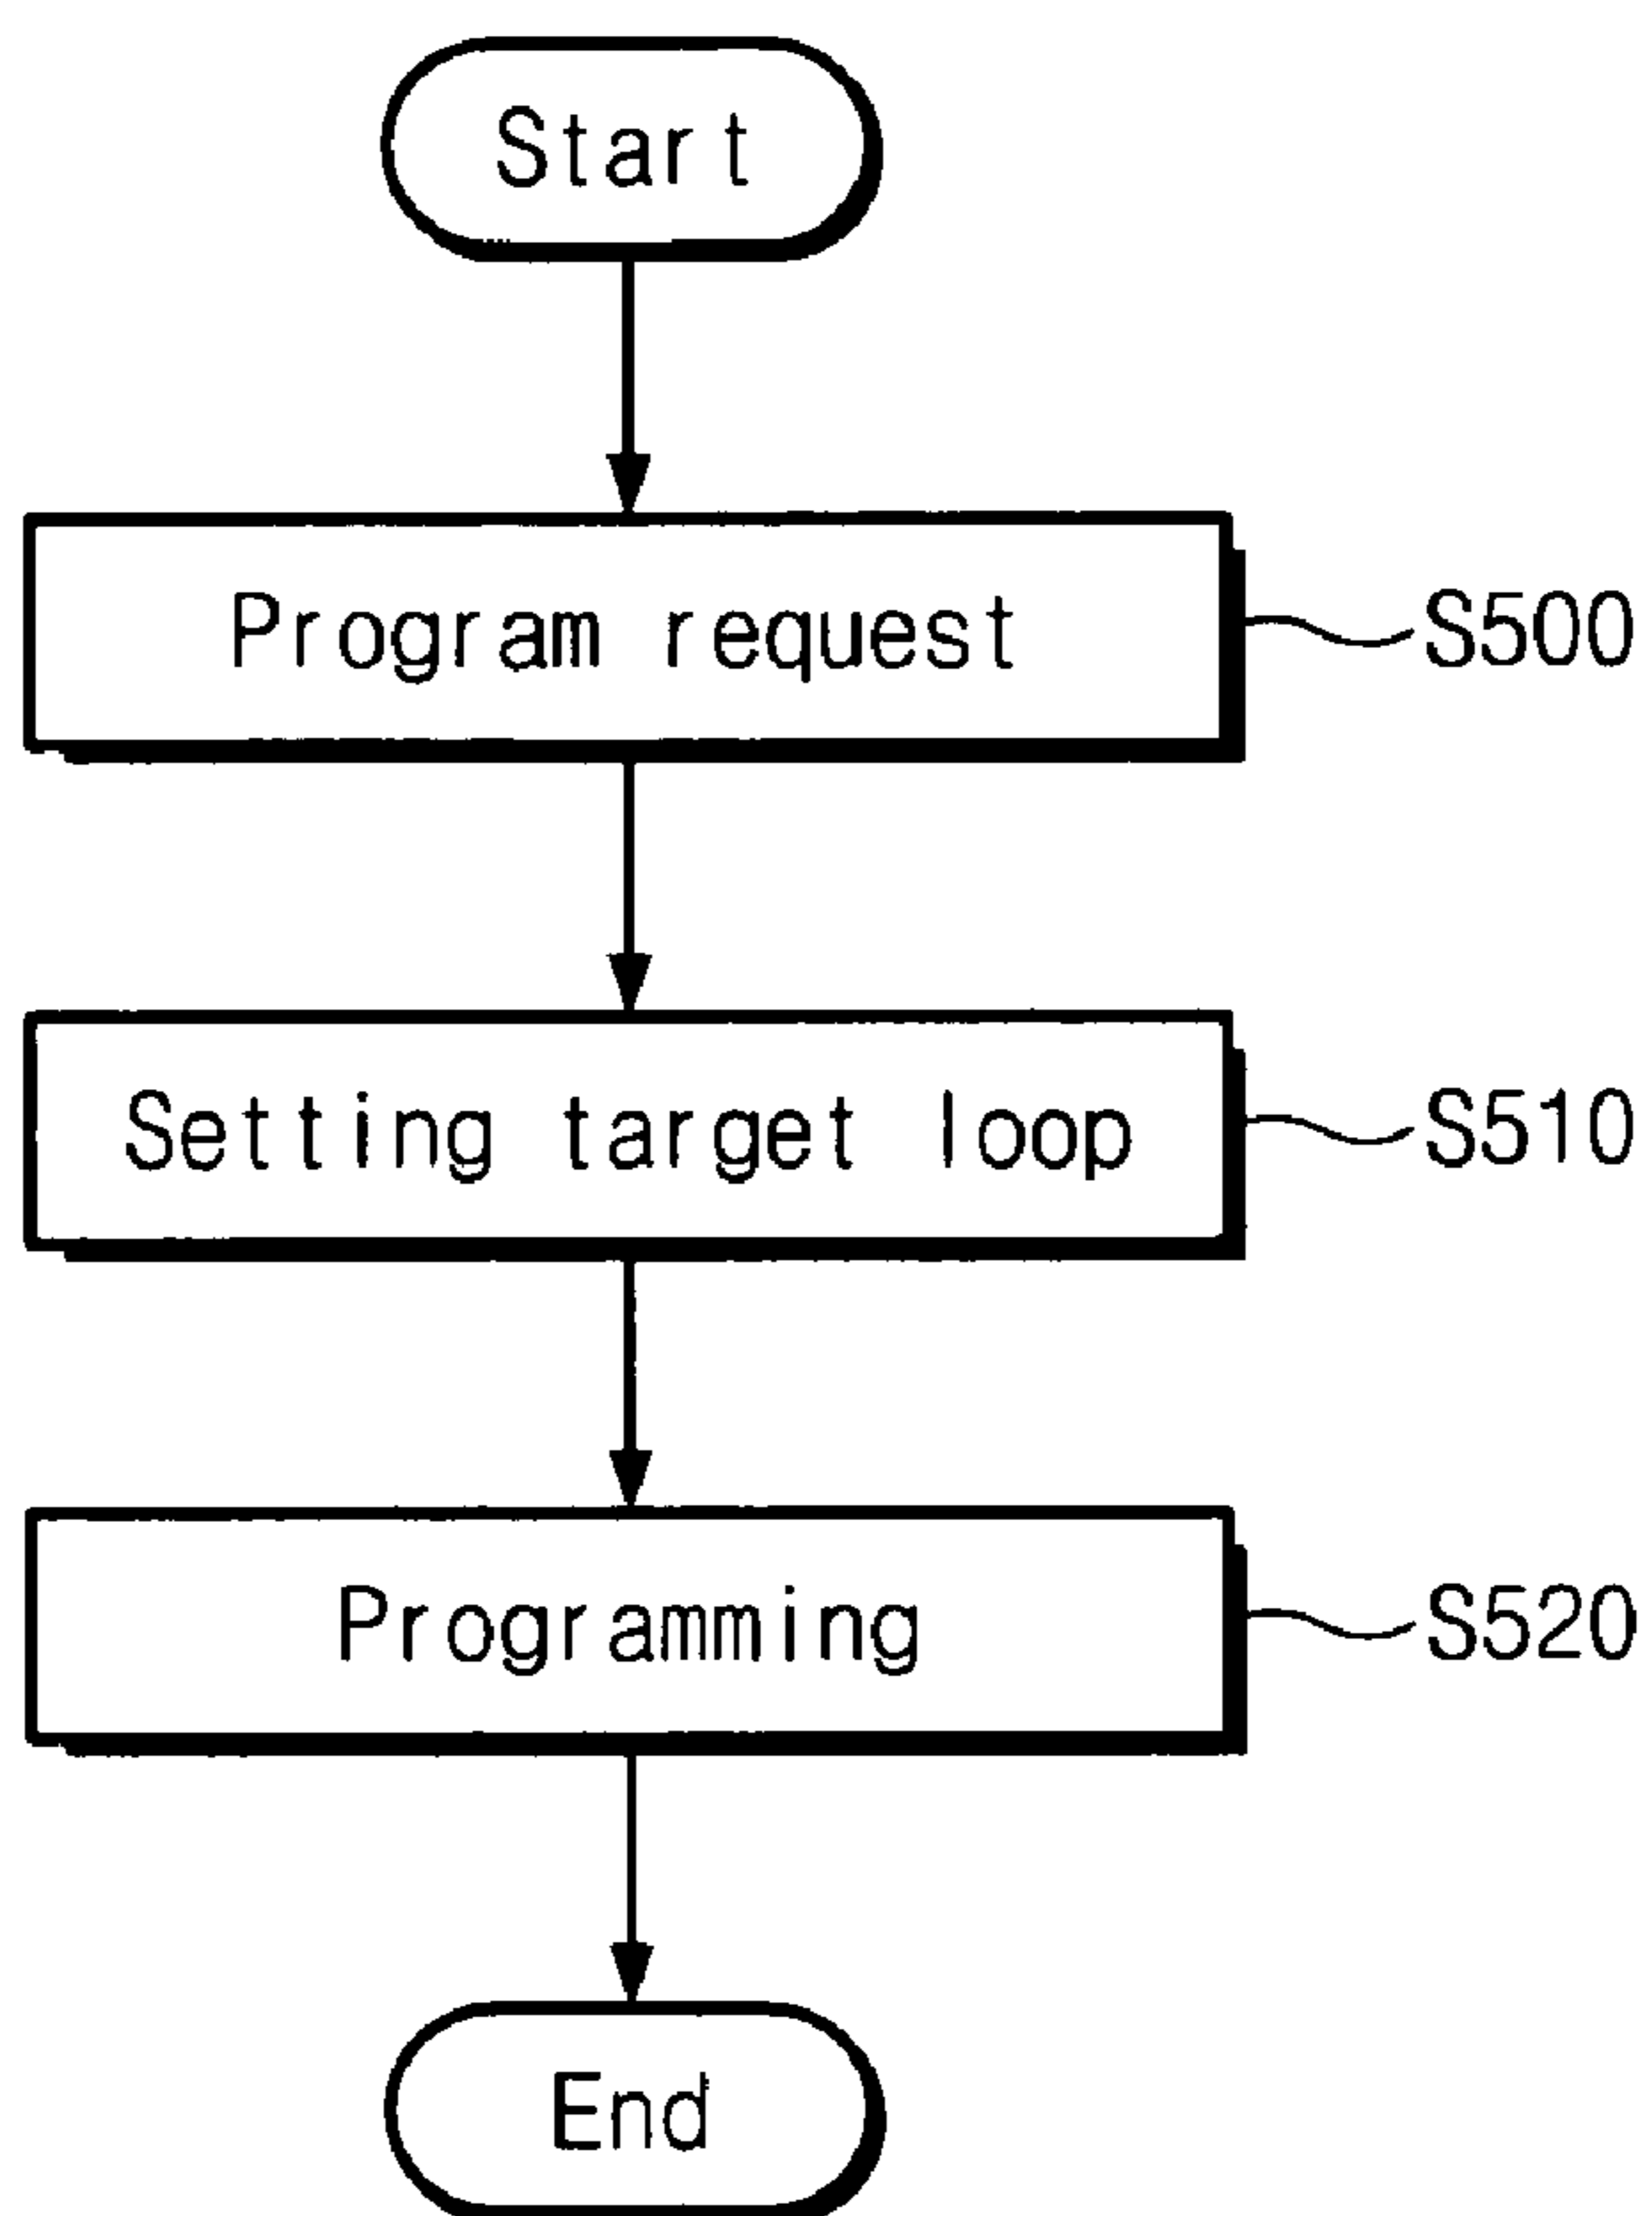 Start
Program request
S500
Setting target loop
S510
Programming
S520
End